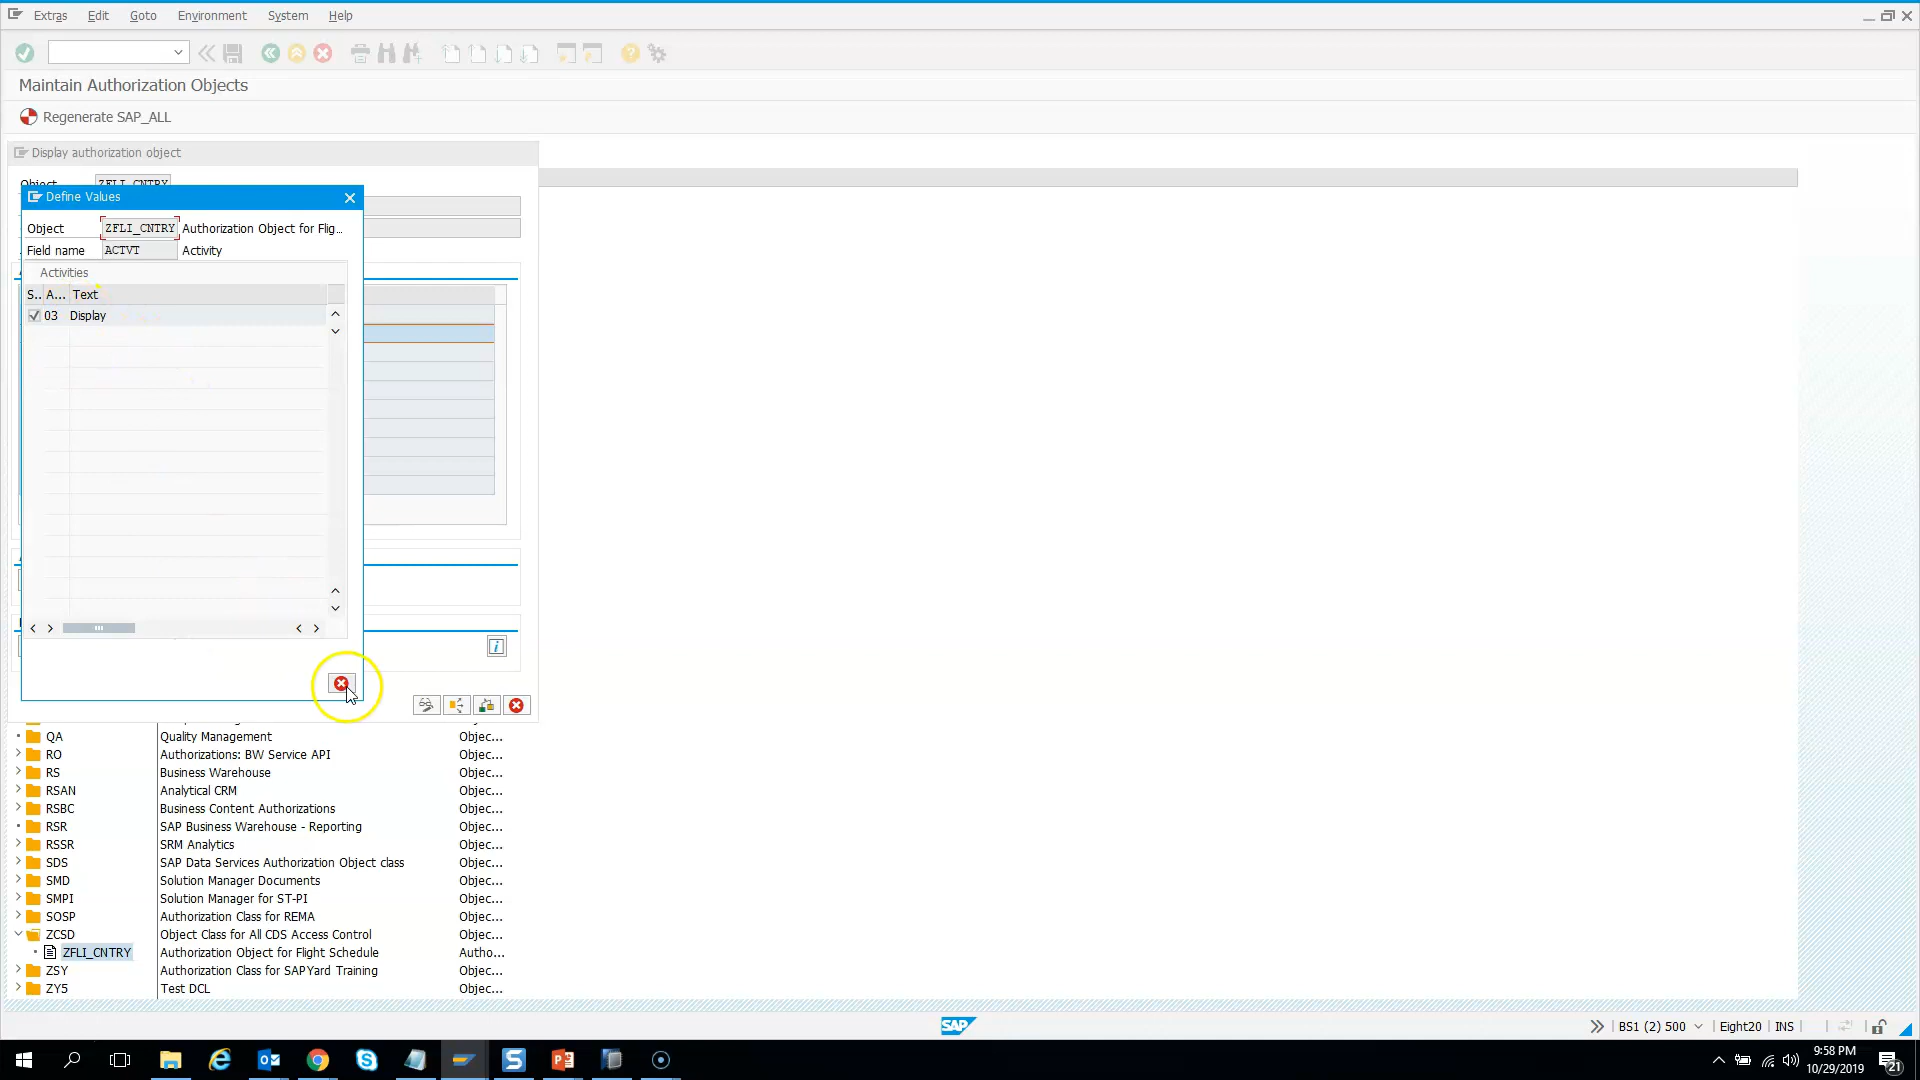 Extras Edit Goto Environment System Help
Maintain Authorization Objects
Regenerate SAP_ALL
Display authorization object
Object ZFLI_CNTRY
Define Values
Object ZFLI_CNTRY Authorization Object for Flig...
Field name ACTVT Activity
Activities
S.. A... Text
03 Display
QA Quality Management Objec...
RO Authorizations: BW Service API Objec...
RS Business Warehouse Objec...
RSAN Analytical CRM Objec...
RSBC Business Content Authorizations Objec...
RSR SAP Business Warehouse - Reporting Objec...
RSSR SRM Analytics Objec...
SDS SAP Data Services Authorization Object class Objec...
SMD Solution Manager Documents Objec...
SMPI Solution Manager for ST-PI Objec...
SOSP Authorization Class for REMA Objec...
ZCSD Object Class for All CDS Access Control Objec...
ZFLI_CNTRY Authorization Object for Flight Schedule Autho...
ZSY Authorization Class for SAPYard Training Objec...
ZY5 Test DCL Objec...
SAP BS1 (2) 500 Eight20 INS
9:58 PM
10/29/2019
21